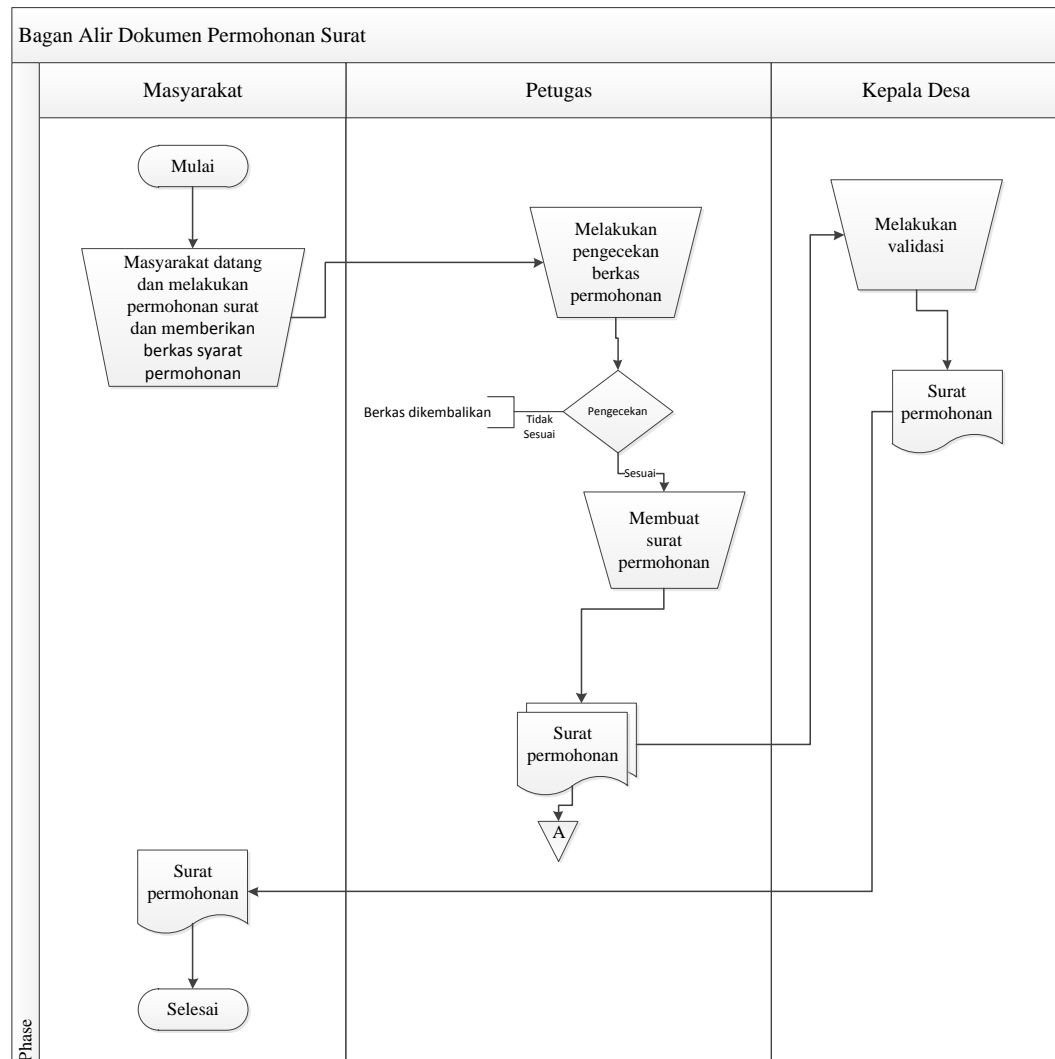 Bagan Alir Dokumen Permohonan Surat
Masyarakat
Petugas
Kepala Desa
Mulai
Masyarakat datang
dan melakukan
permohonan surat
dan memberikan
berkas syarat
permohonan
Melakukan
pengecekan
berkas
permohonan
Pengecekan
Tidak
Sesuai
Berkas dikembalikan
Sesuai
Membuat
surat
permohonan
Surat
permohonan
A
Melakukan
validasi
Surat
permohonan
Surat
permohonan
Selesai
Phase